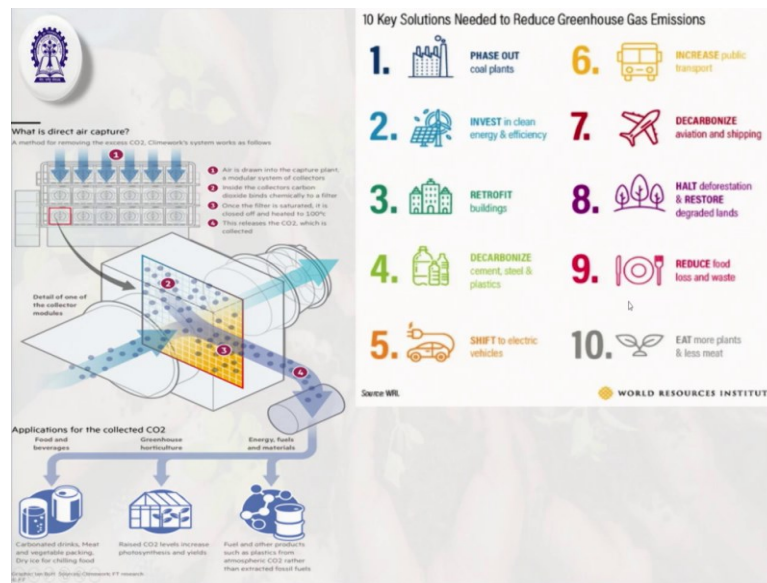 What is direct air capture?
A method for removing the excess CO2, Climework's system works as follows
1
1 Air is drawn into the capture plant,
a modular system of collectors
2 Inside the collectors carbon
dioxide binds chemically to a filter
3 Once the filter is saturated, it is
closed off and heated to 100°c
4 This releases the CO2, which is
collected
Detail of one of
the collector
modules
2
3
4
Applications for the collected CO2
Food and
beverages
Greenhouse
horticulture
Energy, fuels
and materials
Carbonated drinks, Meat
and vegetable packing,
Dry ice for chilling food
Raised CO2 levels increase
photosynthesis and yields
Fuel and other products
such as plastics from
atmospheric CO2 rather
than extracted fossil fuels
FT research
10 Key Solutions Needed to Reduce Greenhouse Gas Emissions
1. PHASE OUT
coal plants
2. INVEST in clean
energy & efficiency
3. RETROFIT
buildings
4. DECARBONIZE
cement, steel &
plastics
5. SHIFT to electric
vehicles
6. INCREASE public
transport
7. DECARBONIZE
aviation and shipping
8. HALT deforestation
& RESTORE
degraded lands
9. REDUCE food
loss and waste
10. EAT more plants
& less meat
Source: WRI.
WORLD RESOURCES INSTITUT